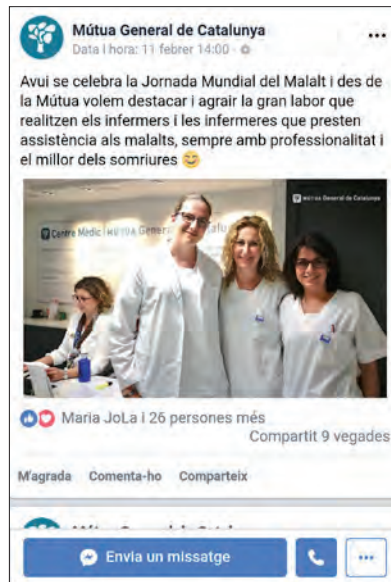 Mútua General de Catalunya
Data i hora: 11 febrer 14:00 ·
Avui se celebra la Jornada Mundial del Malalt i des de
la Mútua volem destacar i agrair la gran labor que
realitzen els infermers i les infermeres que presten
assistència als malalts, sempre amb professionalitat i
el millor dels somriures 😊
MÚTUA General de Catalunya
Centre Mèdic MÚTUA Gener
Maria JoLa i 26 persones més
Compartit 9 vegades
M'agrada Comenta-ho Comparteix
Envia un missatge